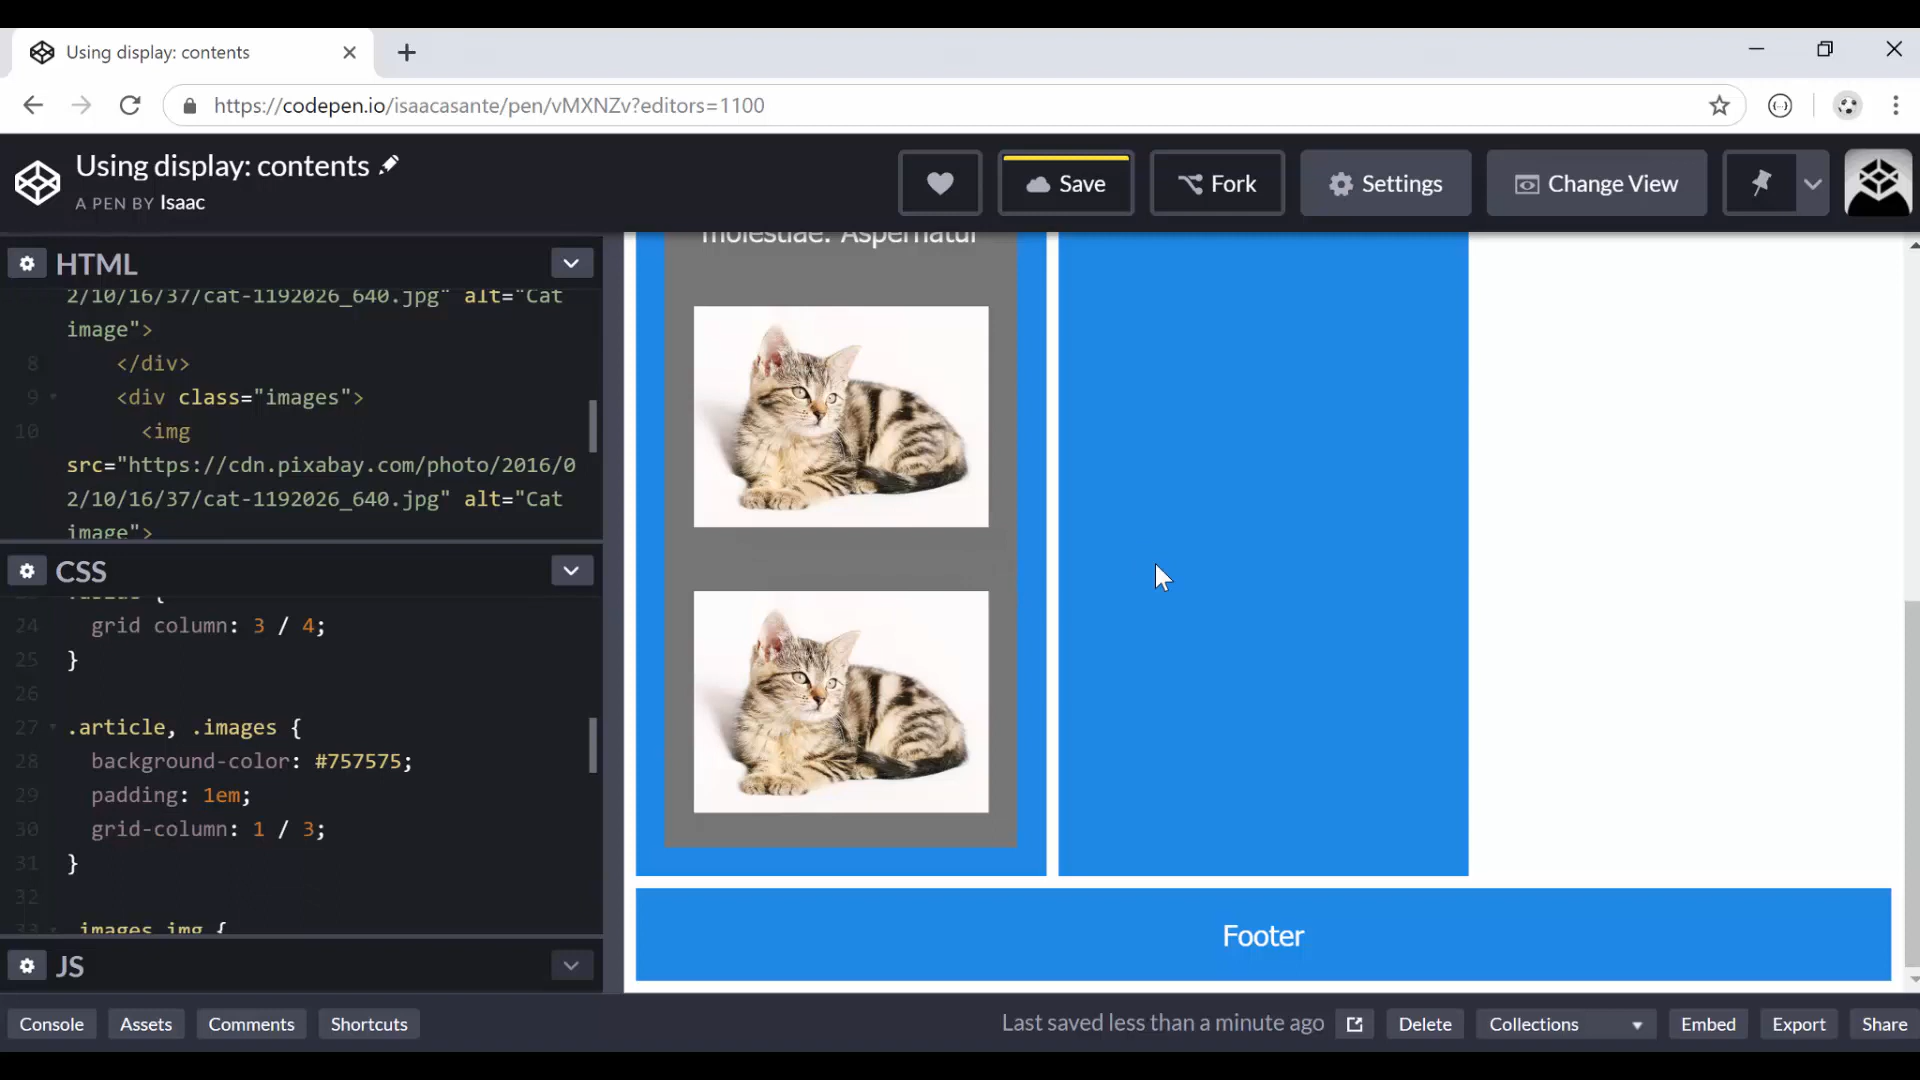 Using display: contents
https://codepen.io/isaacasante/pen/vMXNZv?editors=1100
Using display: contents
A PEN BY Isaac
Save
Fork
Settings
Change View
HTML
2/10/16/37/cat-1192026_640.jpg" alt="Cat
image">
8 </div>
9 <div class="images">
10 <img
src="https://cdn.pixabay.com/photo/2016/0
2/10/16/37/cat-1192026_640.jpg" alt="Cat
image">
CSS
24 grid column: 3 / 4;
25 }
26
27 .article, .images {
28 background-color: #757575;
29 padding: 1em;
30 grid-column: 1 / 3;
31 }
32
33 .images img {
JS
molestiae. Aspernatur
Footer
Console
Assets
Comments
Shortcuts
Last saved less than a minute ago
Delete
Collections
Embed
Export
Share